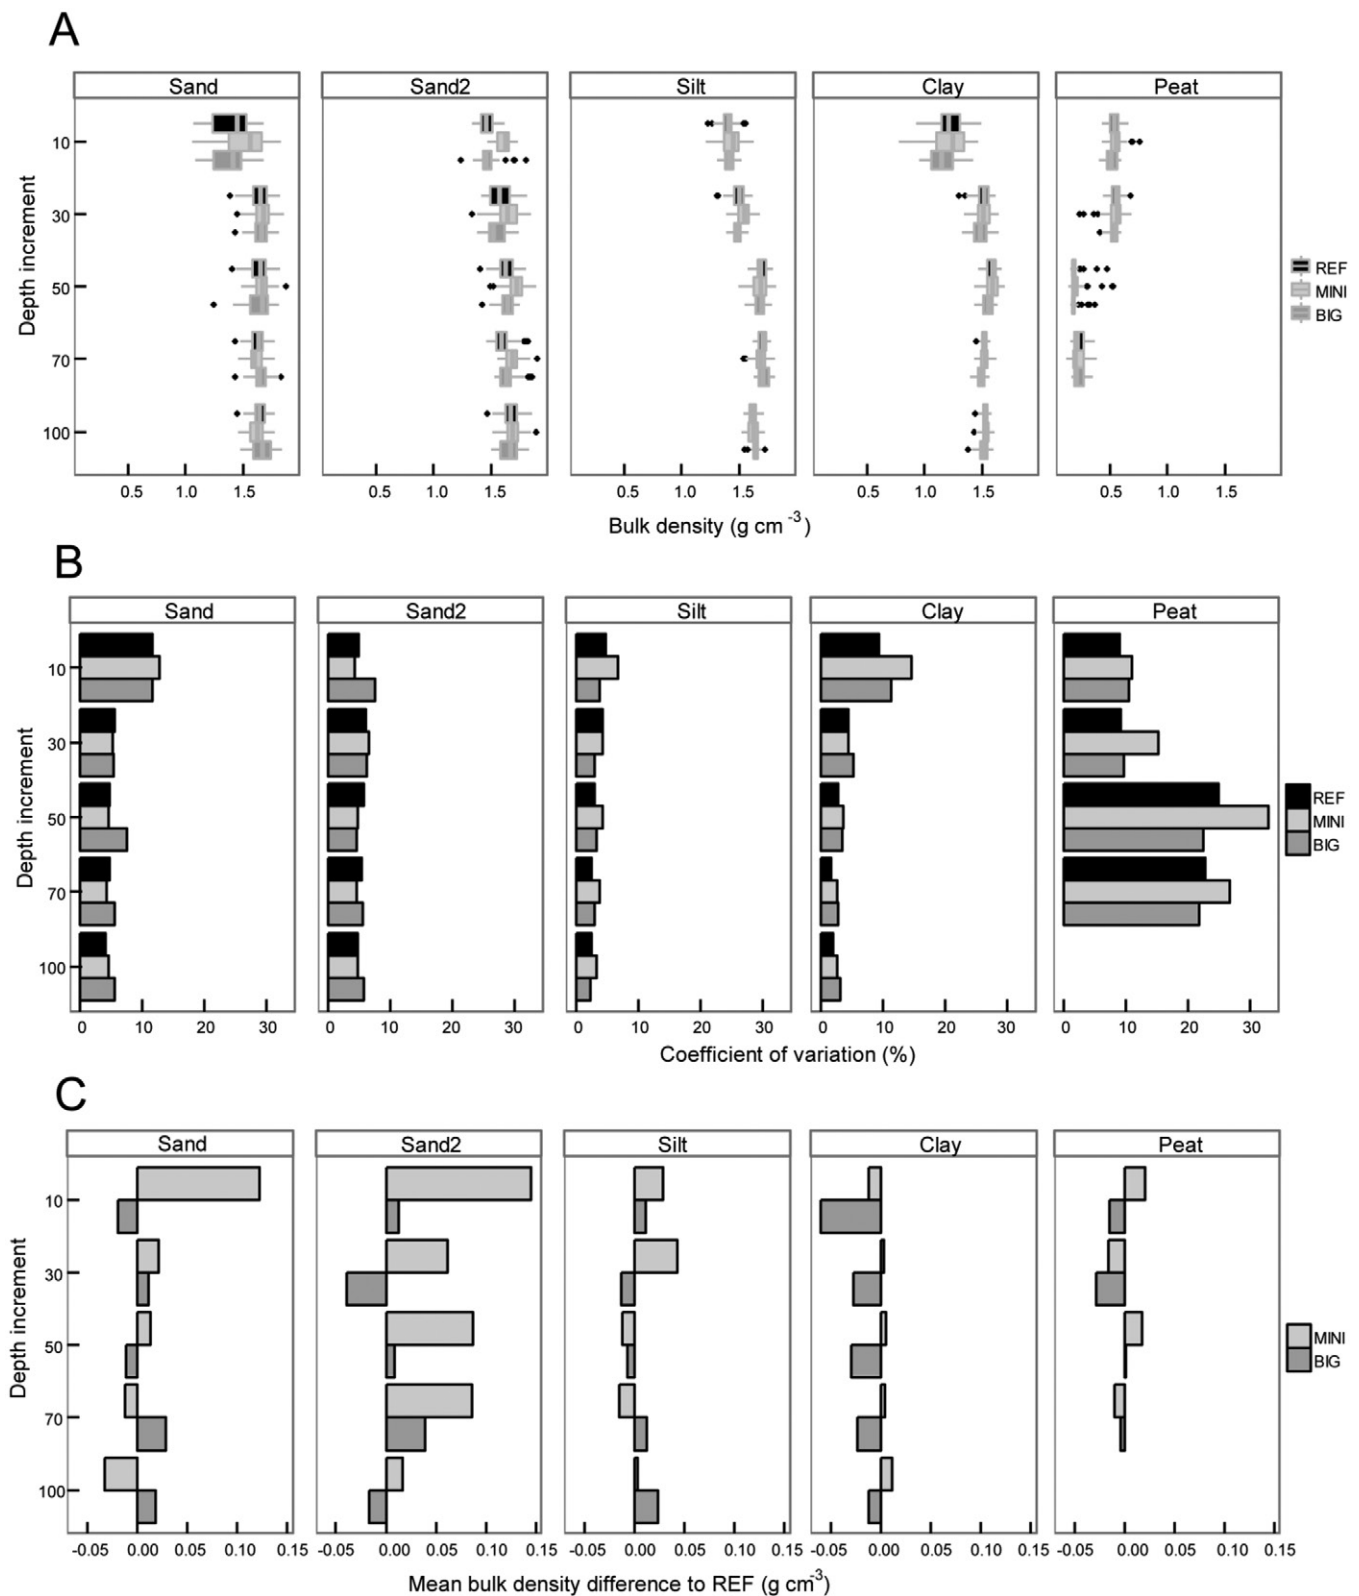 A
Sand Sand2 Silt Clay Peat
Depth increment
10
30
50
70
100
REF
MINI
BIG
0.5 1.0 1.5 0.5 1.0 1.5 0.5 1.0 1.5 0.5 1.0 1.5 0.5 1.0 1.5
Bulk density (g cm⁻³)
B
Sand Sand2 Silt Clay Peat
Depth increment
10
30
50
70
100
REF
MINI
BIG
0 10 20 30 0 10 20 30 0 10 20 30 0 10 20 30 0 10 20 30
Coefficient of variation (%)
C
Sand Sand2 Silt Clay Peat
Depth increment
10
30
50
70
100
MINI
BIG
-0.05 0.00 0.05 0.10 0.15 -0.05 0.00 0.05 0.10 0.15 -0.05 0.00 0.05 0.10 0.15 -0.05 0.00 0.05 0.10 0.15 -0.05 0.00 0.05 0.10 0.15
Mean bulk density difference to REF (g cm⁻³)